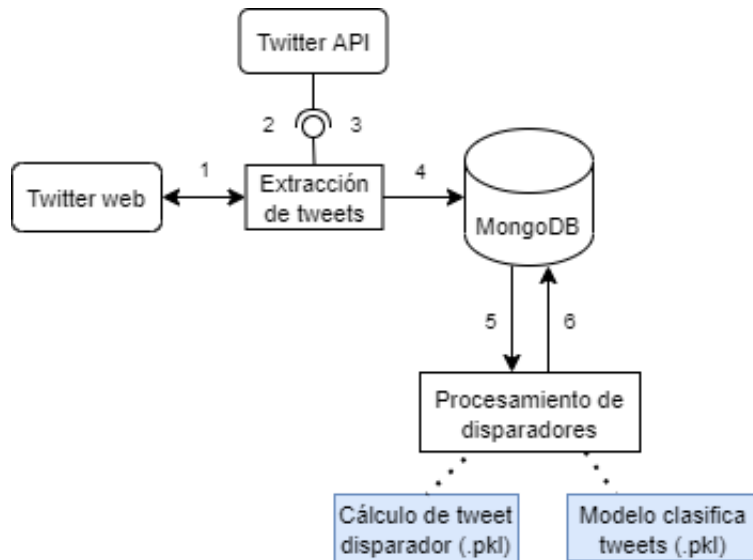 Twitter API
2
3
1
Twitter web
Extracción
de tweets
4
MongoDB
5
6
Procesamiento de
disparadores
Cálculo de tweet
disparador (.pkl)
Modelo clasifica
tweets (.pkl)